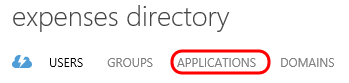 expenses directory
USERS GROUPS APPLICATIONS DOMAINS